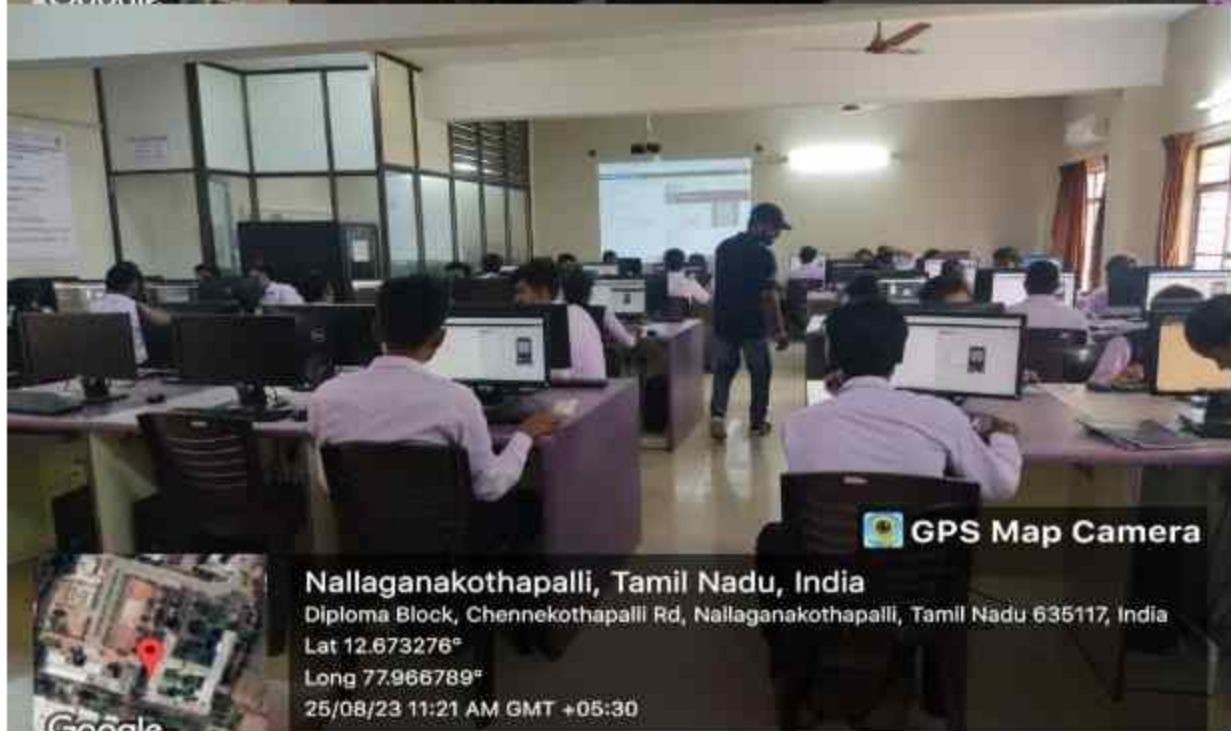 Google
GPS Map Camera
Nallaganakothapalli, Tamil Nadu, India
Diploma Block, Chennekothapalli Rd, Nallaganakothapalli, Tamil Nadu 635117, India
Lat 12.673276°
Long 77.966789°
25/08/23 11:21 AM GMT +05:30
Google